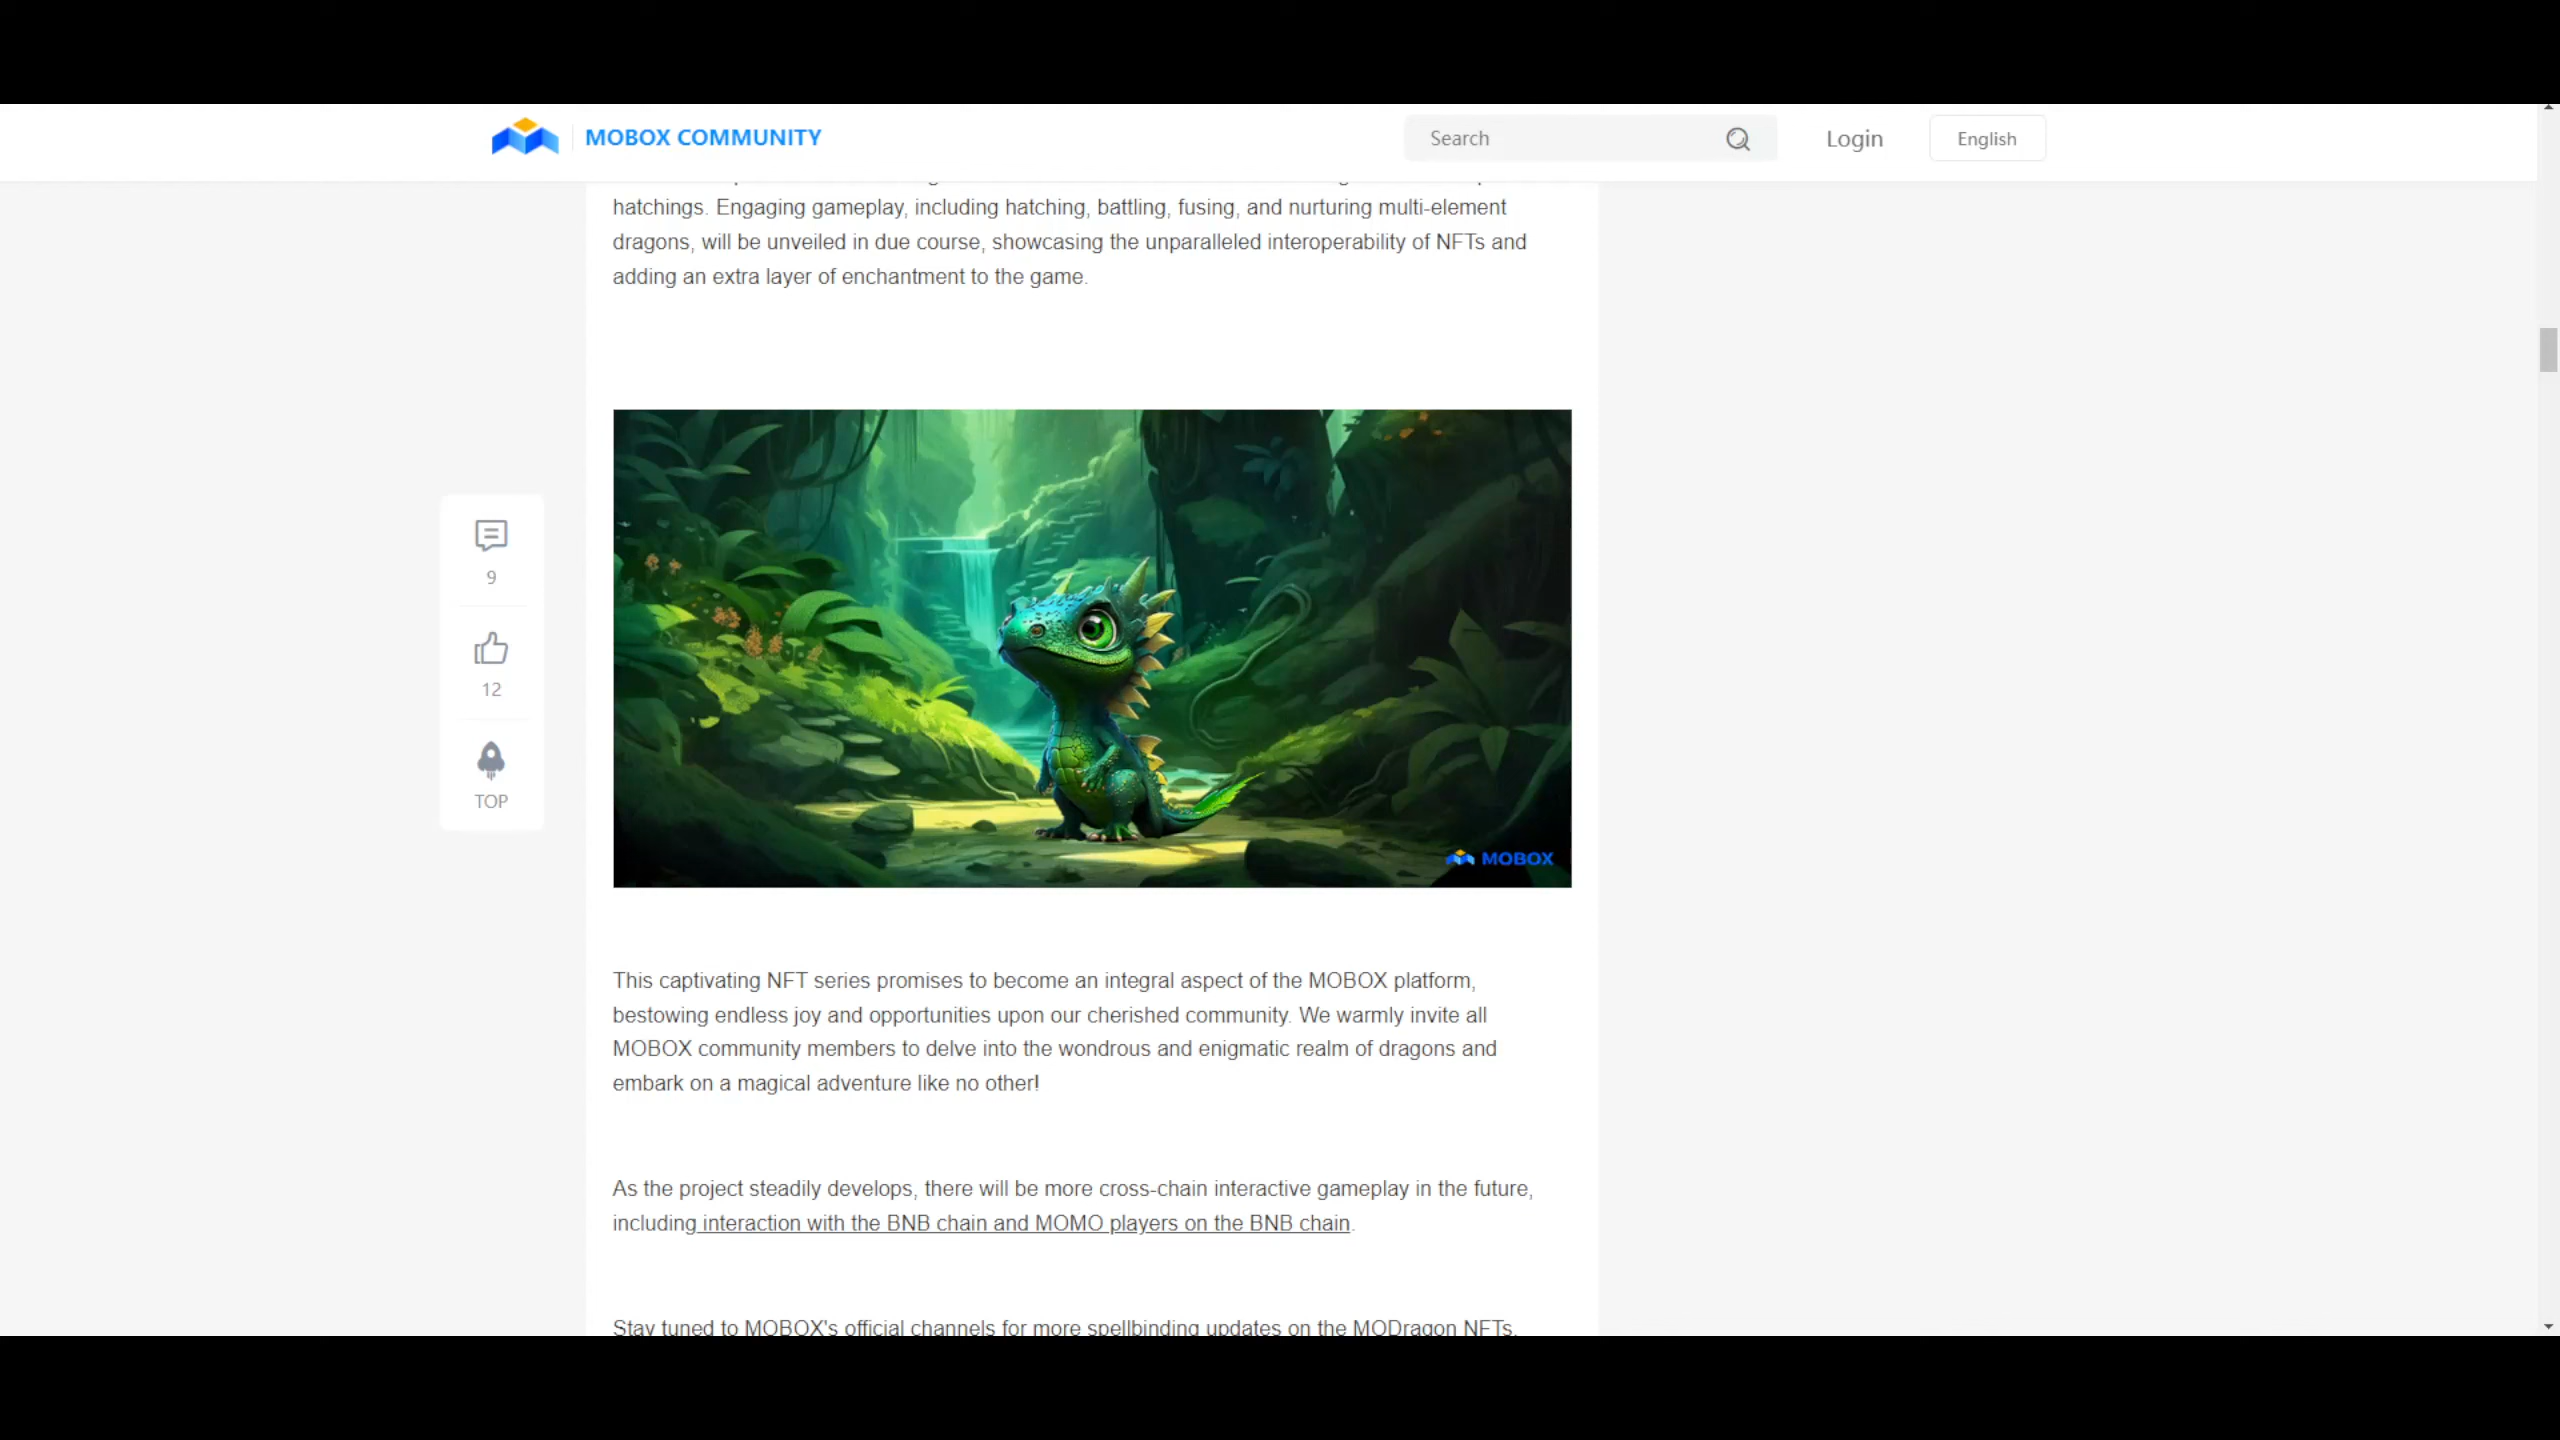 MOBOX COMMUNITY
Search
Login
English
hatchings. Engaging gameplay, including hatching, battling, fusing, and nurturing multi-element
dragons, will be unveiled in due course, showcasing the unparalleled interoperability of NFTs and
adding an extra layer of enchantment to the game.
9
12
TOP
MOBOX
This captivating NFT series promises to become an integral aspect of the MOBOX platform,
bestowing endless joy and opportunities upon our cherished community. We warmly invite all
MOBOX community members to delve into the wondrous and enigmatic realm of dragons and
embark on a magical adventure like no other!
As the project steadily develops, there will be more cross-chain interactive gameplay in the future,
including interaction with the BNB chain and MOMO players on the BNB chain.
Stay tuned to MOBOX's official channels for more spellbinding updates on the MODragon NFTs.